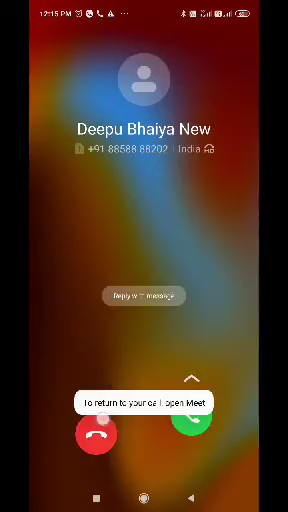 12:15 PM
Deepu Bhaiya New
+91 88588 88202 | India
Reply with message
To return to your call, open Meet